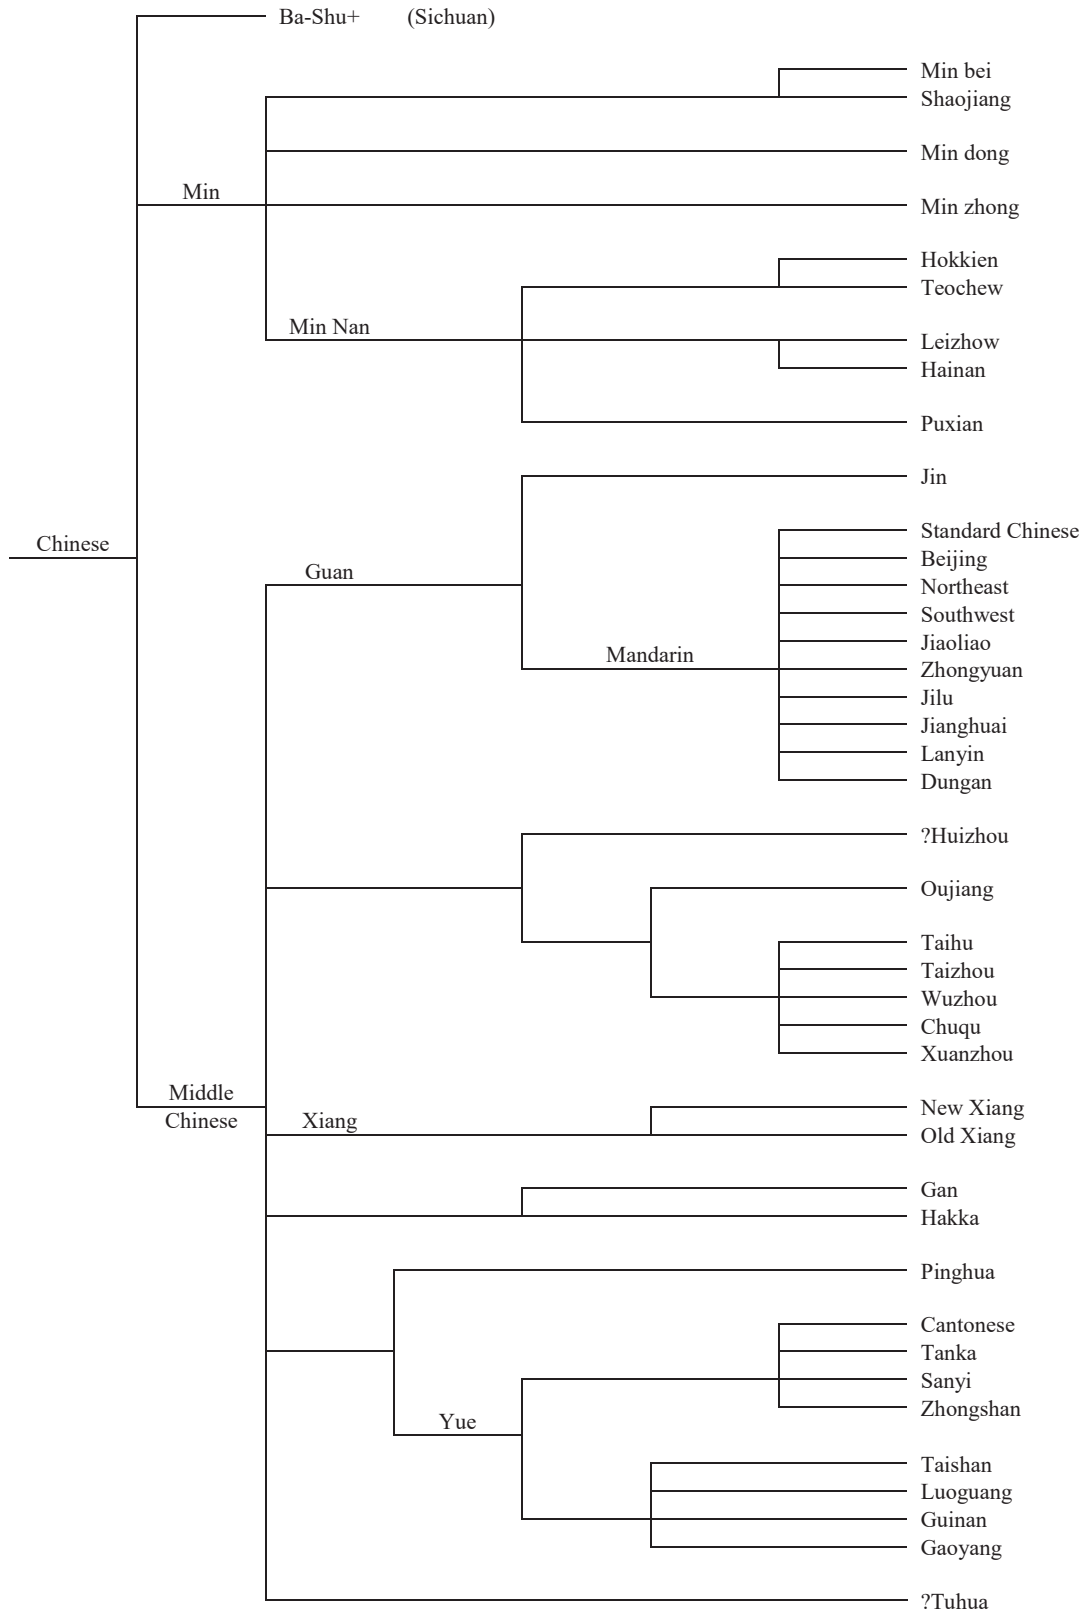 Ba-Shu+ (Sichuan)
Min bei
Shaojiang
Min dong
Min
Min zhong
Hokkien
Teochew
Min Nan
Leizhow
Hainan
Puxian
Jin
Standard Chinese
Chinese
Beijing
Guan
Northeast
Southwest
Jiaoliao
Mandarin
Zhongyuan
Jilu
Jianghuai
Lanyin
Dungan
?Huizhou
Oujiang
Taihu
Taizhou
Wuzhou
Chuqu
Xuanzhou
Middle
Chinese
Xiang
New Xiang
Old Xiang
Gan
Hakka
Pinghua
Cantonese
Tanka
Sanyi
Zhongshan
Yue
Taishan
Luoguang
Guinan
Gaoyang
?Tuhua